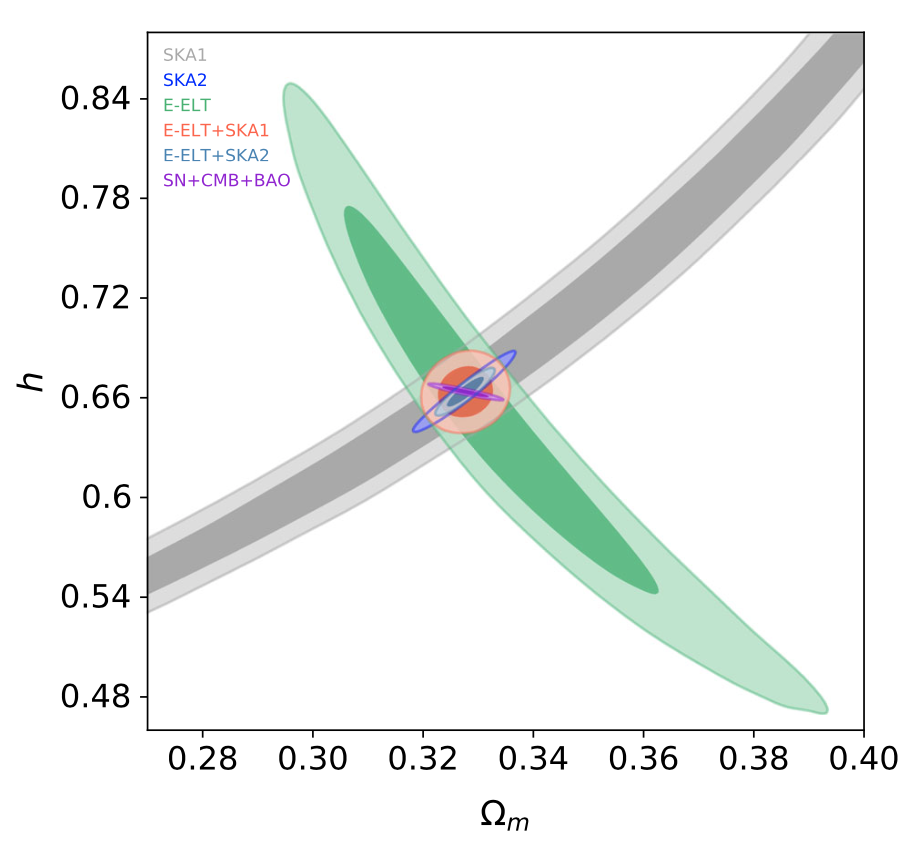 SKA1
SKA2
E-ELT
E-ELT+SKA1
E-ELT+SKA2
SN+CMB+BAO
0.84
0.78
0.72
0.66
0.6
0.54
0.48
h
0.28 0.30 0.32 0.34 0.36 0.38 0.40
Ωm